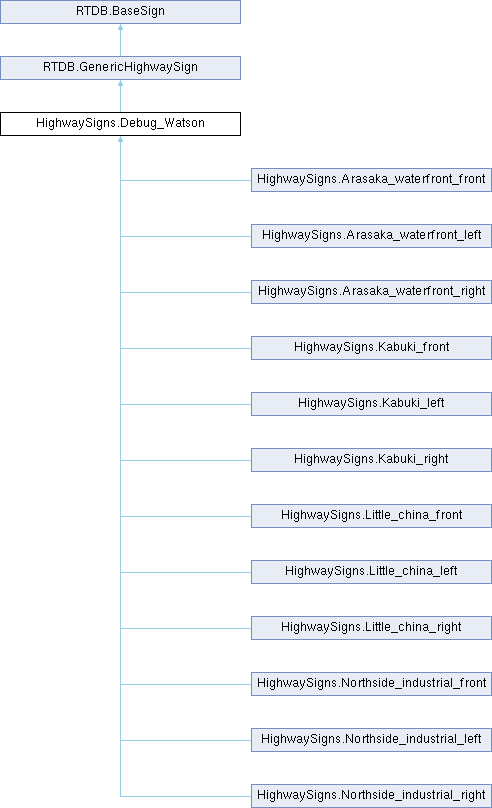 RTDB.BaseSign
RTDB.GenericHighwaySign
HighwaySigns.Debug_Watson
HighwaySigns.Arasaka_waterfront_front
HighwaySigns.Arasaka_waterfront_left
HighwaySigns.Arasaka_waterfront_right
HighwaySigns.Kabuki_front
HighwaySigns.Kabuki_left
HighwaySigns.Kabuki_right
HighwaySigns.Little_china_front
HighwaySigns.Little_china_left
HighwaySigns.Little_china_right
HighwaySigns.Northside_industrial_front
HighwaySigns.Northside_industrial_left
HighwaySigns.Northside_industrial_right